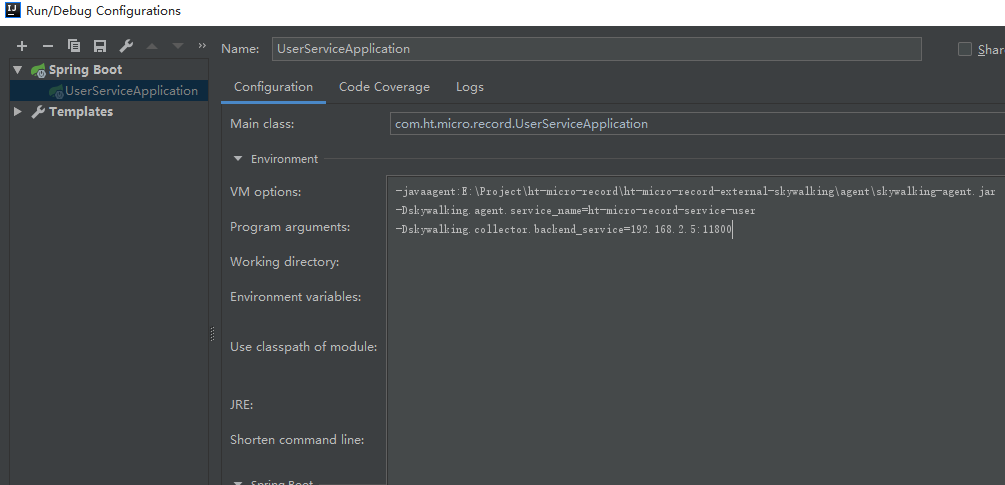 Run/Debug Configurations
Name: UserServiceApplication
Shar
Spring Boot
UserServiceApplication
Templates
Configuration Code Coverage Logs
Main class: com.ht.micro.record.UserServiceApplication
Environment
VM options: -javaagent:E:\Project\ht-micro-record\ht-micro-record-external-skywalking\agent\skywalking-agent.jar
-Dskywalking.agent.service_name=ht-micro-record-service-user
Program arguments: -Dskywalking.collector.backend_service=192.168.2.5:11800
Working directory:
Environment variables:
Use classpath of module:
JRE:
Shorten command line:
Spring Boot